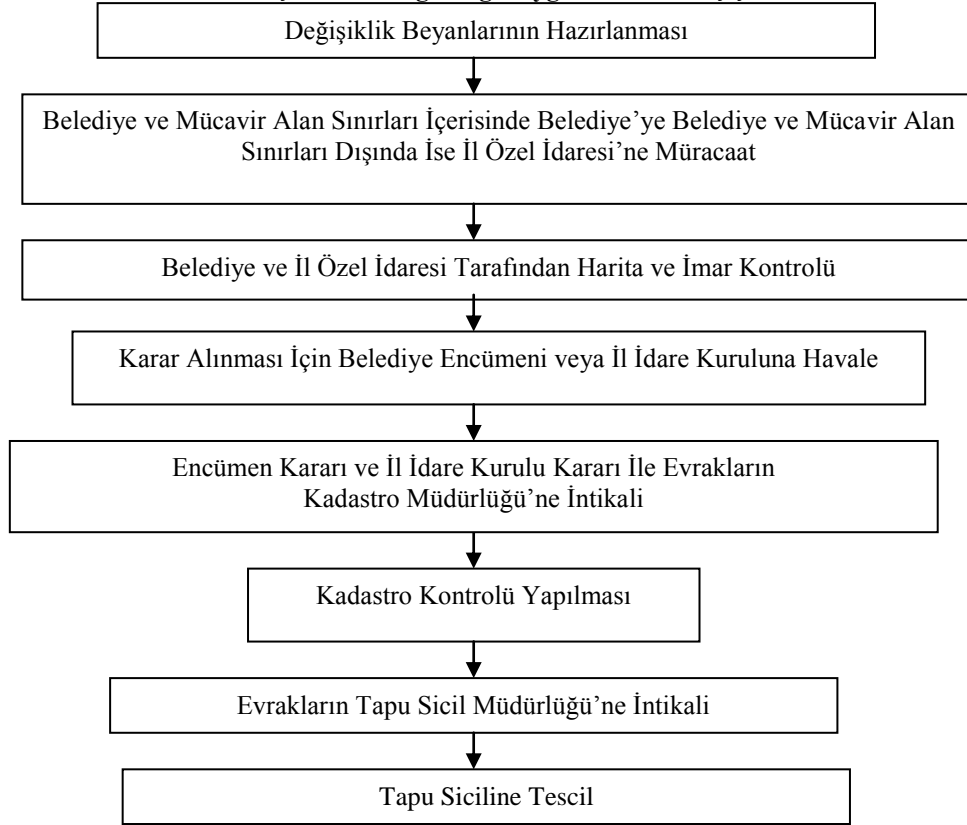 Değişiklik Beyanlarının Hazırlanması
Belediye ve Mücavir Alan Sınırları İçerisinde Belediye’ye Belediye ve Mücavir Alan
Sınırları Dışında İse İl Özel İdaresi’ne Müracaat
Belediye ve İl Özel İdaresi Tarafından Harita ve İmar Kontrolü
Karar Alınması İçin Belediye Encümeni veya İl İdare Kuruluna Havale
Encümen Kararı ve İl İdare Kurulu Kararı İle Evrakların
Kadastro Müdürlüğü’ne İntikali
Kadastro Kontrolü Yapılması
Evrakların Tapu Sicil Müdürlüğü’ne İntikali
Tapu Siciline Tescil